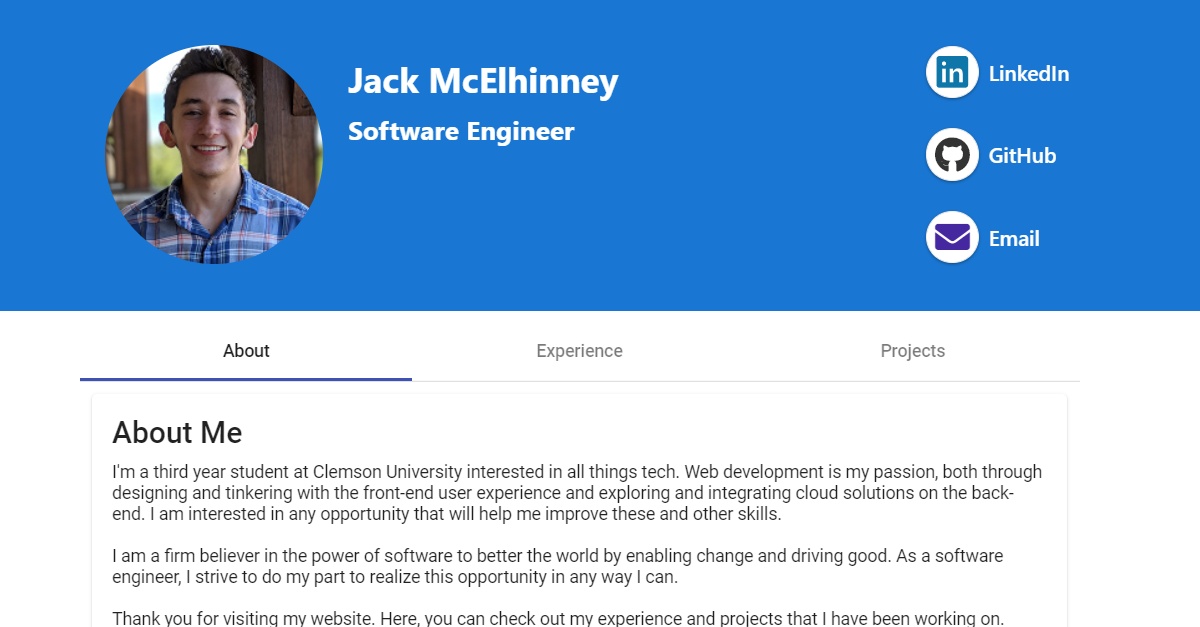 Jack McElhinney
Software Engineer
in LinkedIn
GitHub
Email
About Experience Projects
About Me
I'm a third year student at Clemson University interested in all things tech. Web development is my passion, both through
designing and tinkering with the front-end user experience and exploring and integrating cloud solutions on the back-
end. I am interested in any opportunity that will help me improve these and other skills.
I am a firm believer in the power of software to better the world by enabling change and driving good. As a software
engineer, I strive to do my part to realize this opportunity in any way I can.
Thank you for visiting my website. Here, you can check out my experience and projects that I have been working on.